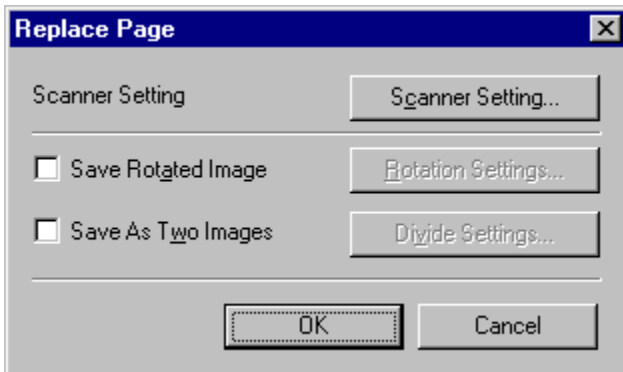 Replace Page
Scanner Setting Scanner Setting...
Save Rotated Image Rotation Settings...
Save As Two Images Divide Settings...
OK Cancel